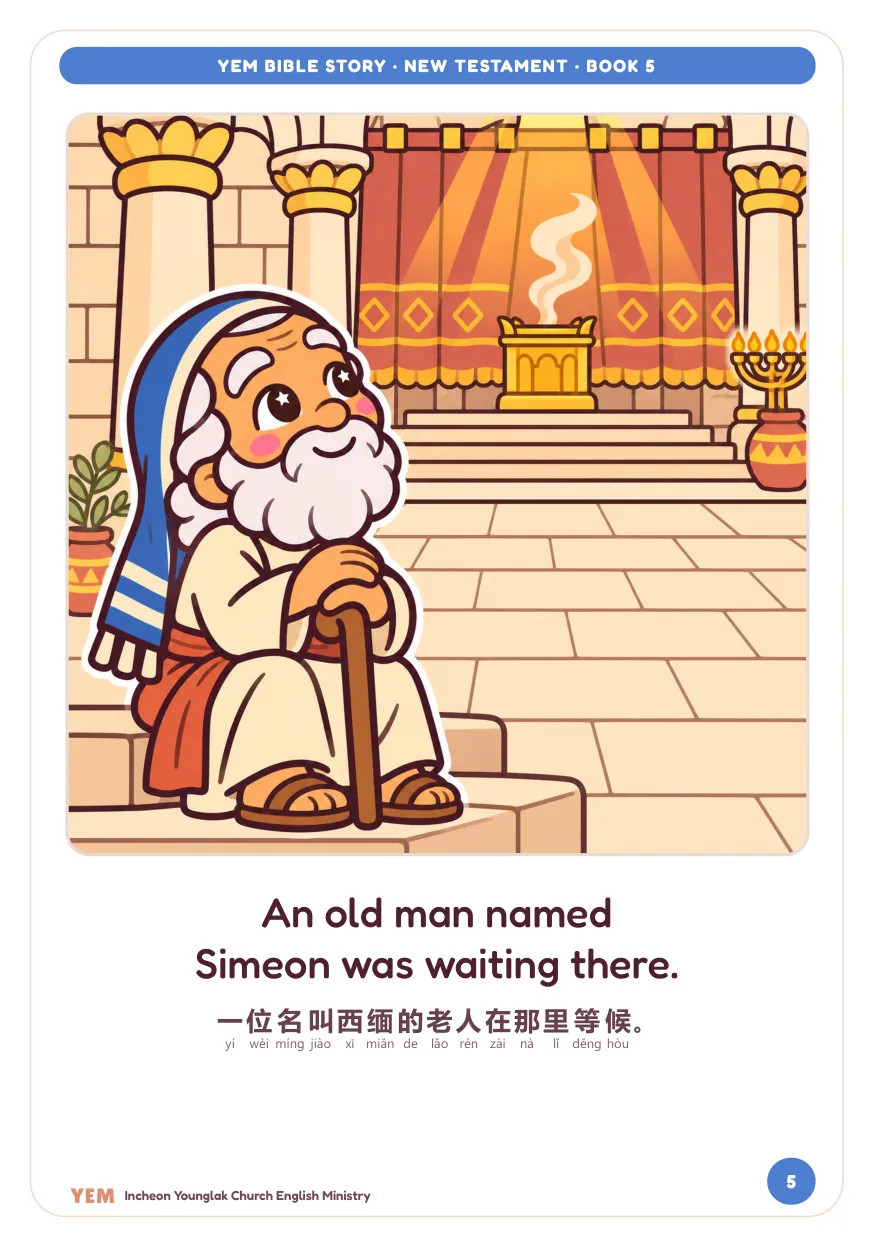 YEM BIBLE STORY · NEW TESTAMENT · BOOK 5
An old man named
Simeon was waiting there.
一位名叫西缅的老人在那里等候。
yí wèi míng jiào xī miǎn de lǎo rén zài nà lǐ děng hòu
YEM Incheon Younglak Church English Ministry
5